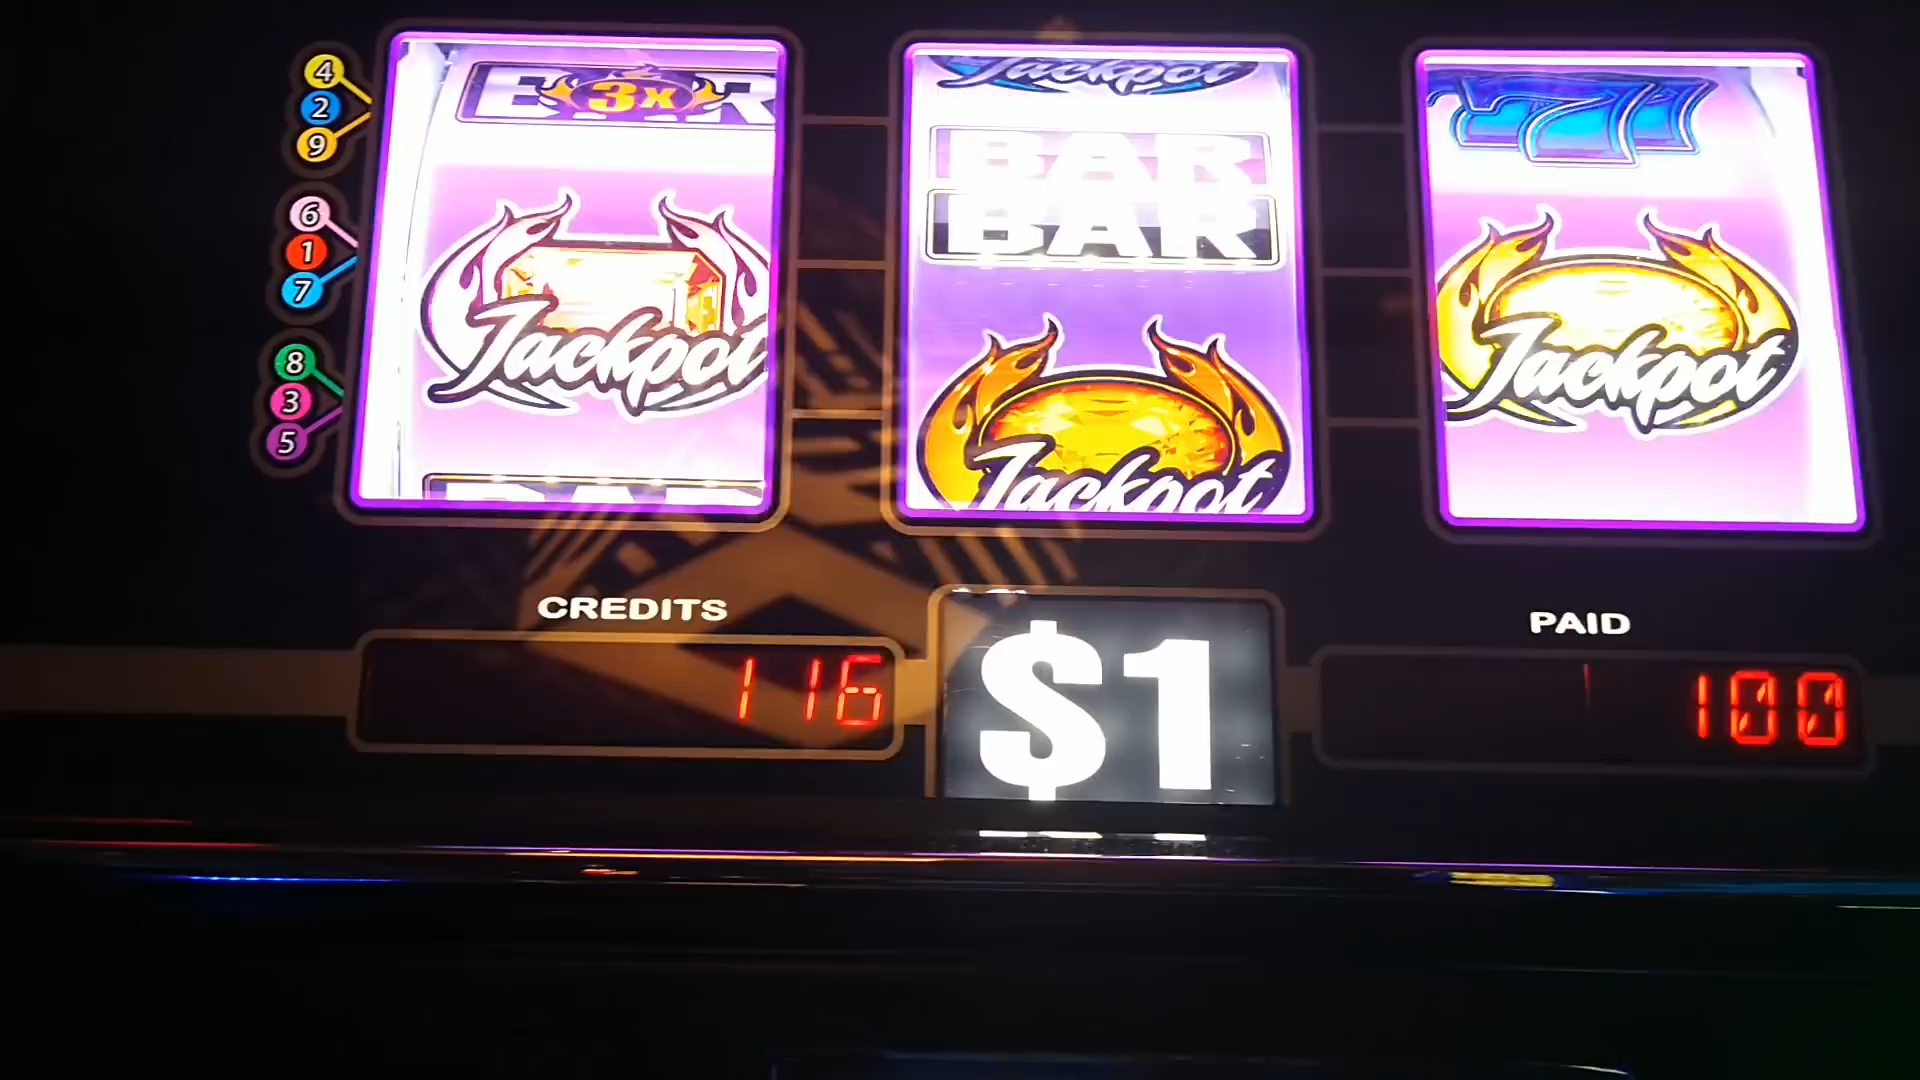 4
2
9
6
1
7
8
3
5
BAR
3x
Jackpot
Jackpot
BAR
BAR
Jackpot
777
Jackpot
CREDITS
116
$1
PAID
100